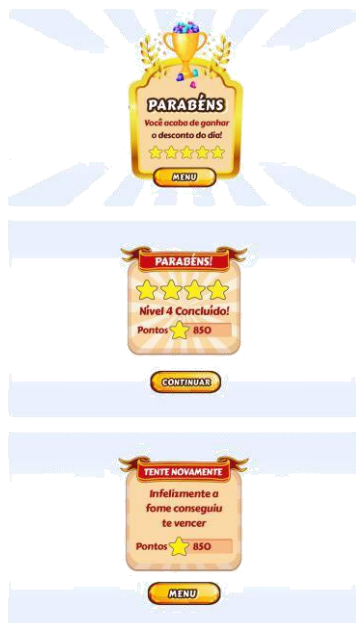 PARABÉNS
Você acaba de ganhar
o desconto do dia!
MENU
PARABÉNS!
Nível 4 Concluído!
Pontos 850
CONTINUAR
TENTE NOVAMENTE
Infelizmente a
fome conseguiu
te vencer
Pontos 850
MENU